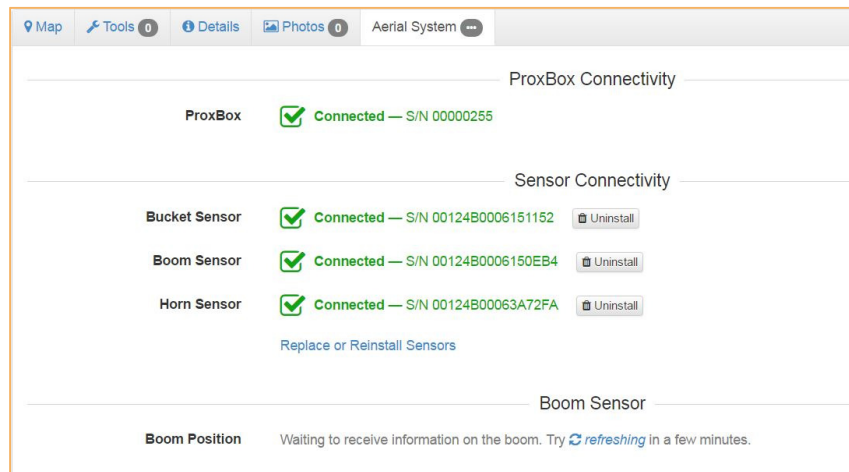 Map Tools 0 Details Photos 0 Aerial System
ProxBox Connectivity
ProxBox Connected — S/N 00000255
Sensor Connectivity
Bucket Sensor Connected — S/N 00124B0006151152 Uninstall
Boom Sensor Connected — S/N 00124B0006150EB4 Uninstall
Horn Sensor Connected — S/N 00124B00063A72FA Uninstall
Replace or Reinstall Sensors
Boom Sensor
Boom Position Waiting to receive information on the boom. Try refreshing in a few minutes.